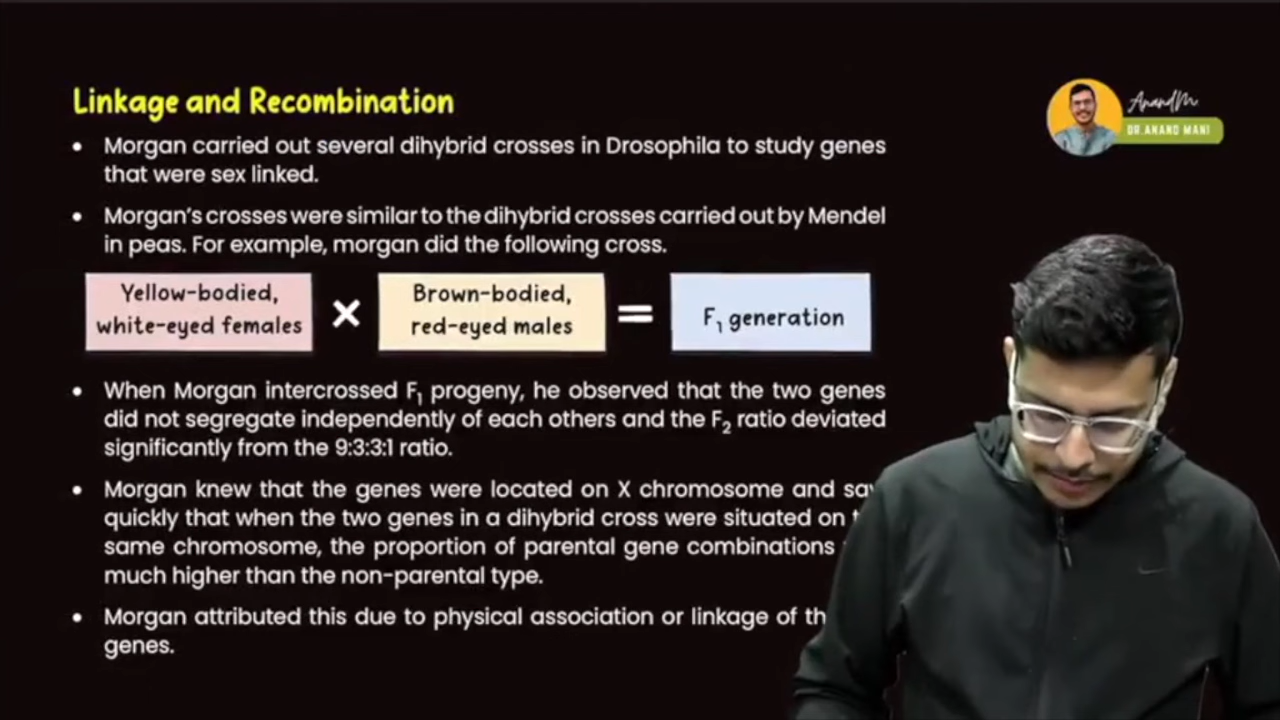 Linkage and Recombination
AnandM
DR.ANAND MANI
• Morgan carried out several dihybrid crosses in Drosophila to study genes
that were sex linked.
• Morgan's crosses were similar to the dihybrid crosses carried out by Mendel
in peas. For example, morgan did the following cross.
Yellow-bodied,
white-eyed females
×
Brown-bodied,
red-eyed males
=
F₁ generation
• When Morgan intercrossed F₁ progeny, he observed that the two genes
did not segregate independently of each others and the F₂ ratio deviated
significantly from the 9:3:3:1 ratio.
• Morgan knew that the genes were located on X chromosome and
quickly that when the two genes in a dihybrid cross were situated on
same chromosome, the proportion of parental gene combinations
much higher than the non-parental type.
• Morgan attributed this due to physical association or linkage of
genes.